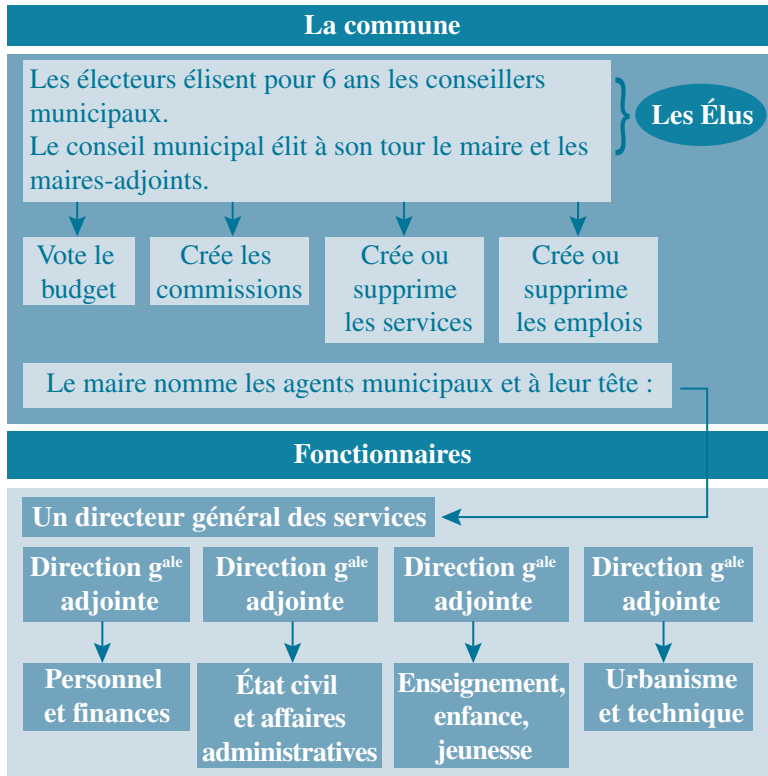 La commune
Les électeurs élisent pour 6 ans les conseillers
municipaux.
Le conseil municipal élit à son tour le maire et les
maires-adjoints.
}
Les Élus
Vote le
budget
Crée les
commissions
Crée ou
supprime
les services
Crée ou
supprime
les emplois
Le maire nomme les agents municipaux et à leur tête :
Fonctionnaires
Un directeur général des services
Direction gale
adjointe
Direction gale
adjointe
Direction gale
adjointe
Direction gale
adjointe
Personnel
et finances
État civil
et affaires
administratives
Enseignement,
enfance,
jeunesse
Urbanisme
et technique